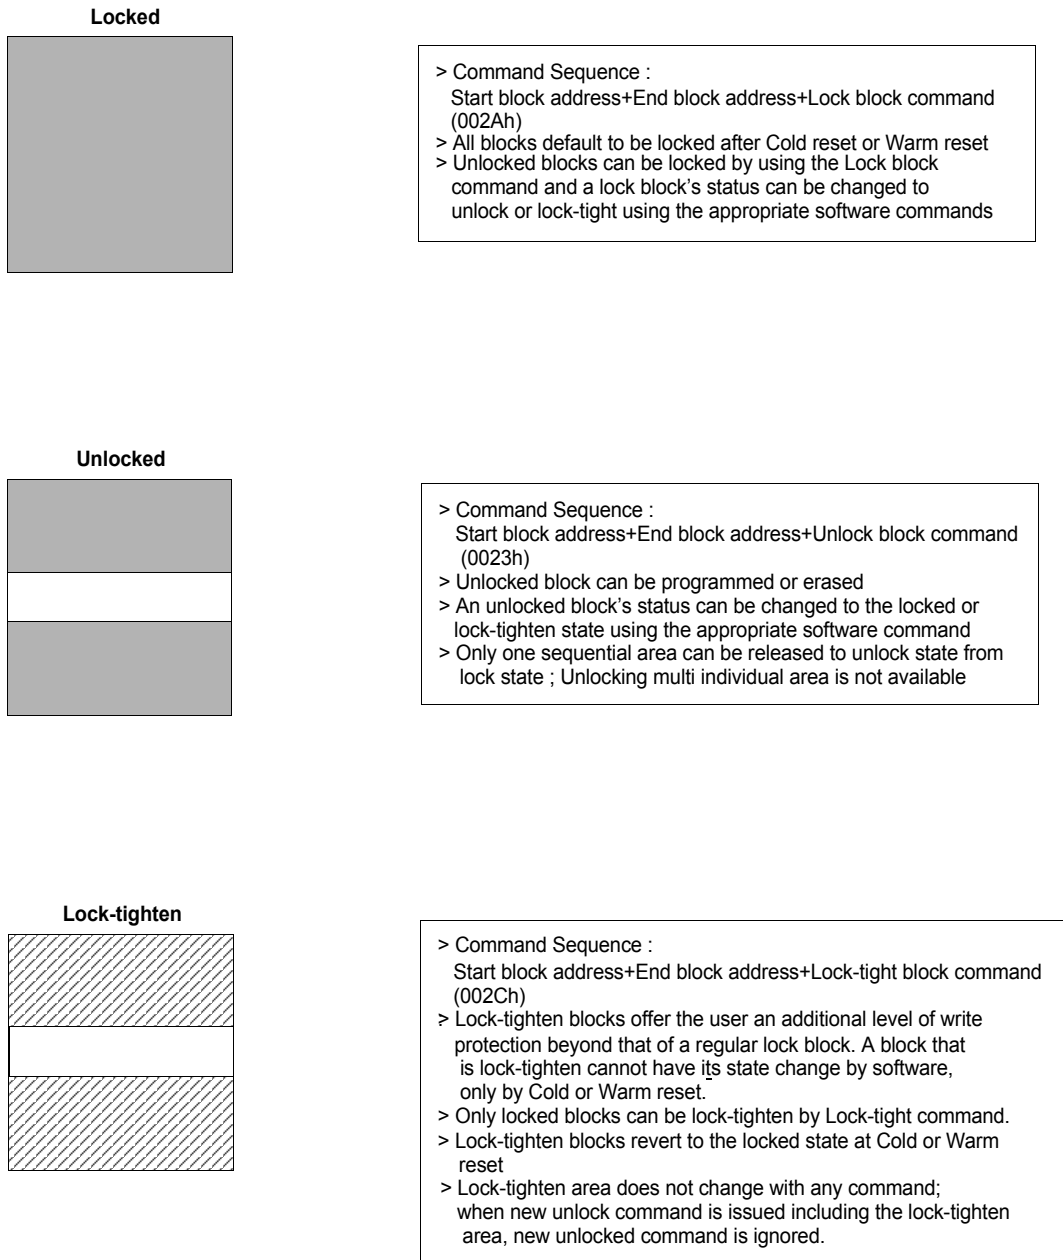 Locked
> Command Sequence :
Start block address+End block address+Lock block command
(002Ah)
> All blocks default to be locked after Cold reset or Warm reset
> Unlocked blocks can be locked by using the Lock block
command and a lock block's status can be changed to
unlock or lock-tight using the appropriate software commands
Unlocked
> Command Sequence :
Start block address+End block address+Unlock block command
(0023h)
> Unlocked block can be programmed or erased
> An unlocked block's status can be changed to the locked or
lock-tighten state using the appropriate software command
> Only one sequential area can be released to unlock state from
lock state ; Unlocking multi individual area is not available
Lock-tighten
> Command Sequence :
Start block address+End block address+Lock-tight block command
(002Ch)
> Lock-tighten blocks offer the user an additional level of write
protection beyond that of a regular lock block. A block that
is lock-tighten cannot have its state change by software,
only by Cold or Warm reset.
> Only locked blocks can be lock-tighten by Lock-tight command.
> Lock-tighten blocks revert to the locked state at Cold or Warm
reset
> Lock-tighten area does not change with any command;
when new unlock command is issued including the lock-tighten
area, new unlocked command is ignored.